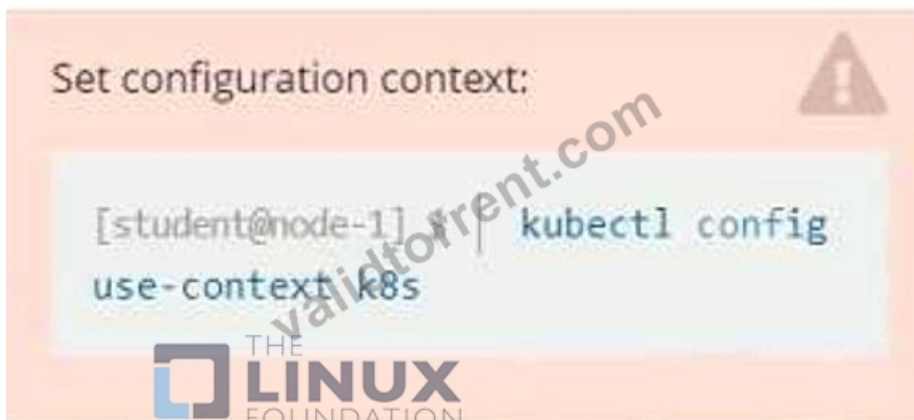 Set configuration context:
[student@node-1] $ | kubectl config
use-context k8s
validtorrent.com
THE
LINUX
FOUNDATION